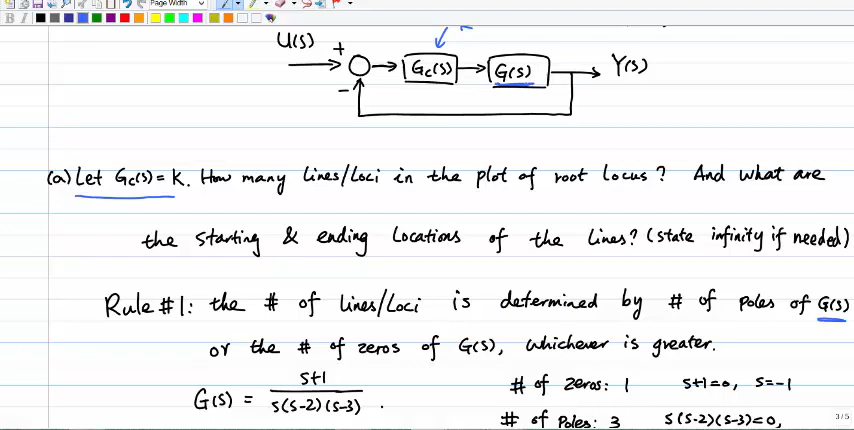 B I
Page Width
U(s)
+
Gc(s)
G(s)
Y(s)
−
(a) Let Gc(s) = K. How many lines/Loci in the plot of root locus? And what are
the starting & ending locations of the lines? (state infinity if needed)
Rule #1: the # of lines/Loci is determined by # of poles of G(s)
or the # of zeros of G(s), whichever is greater.
G(s) = s+1 / s(s-2)(s-3) .
# of zeros: 1 s+1=0, s=-1
# of Poles: 3 s(s-2)(s-3)=0,
3/5